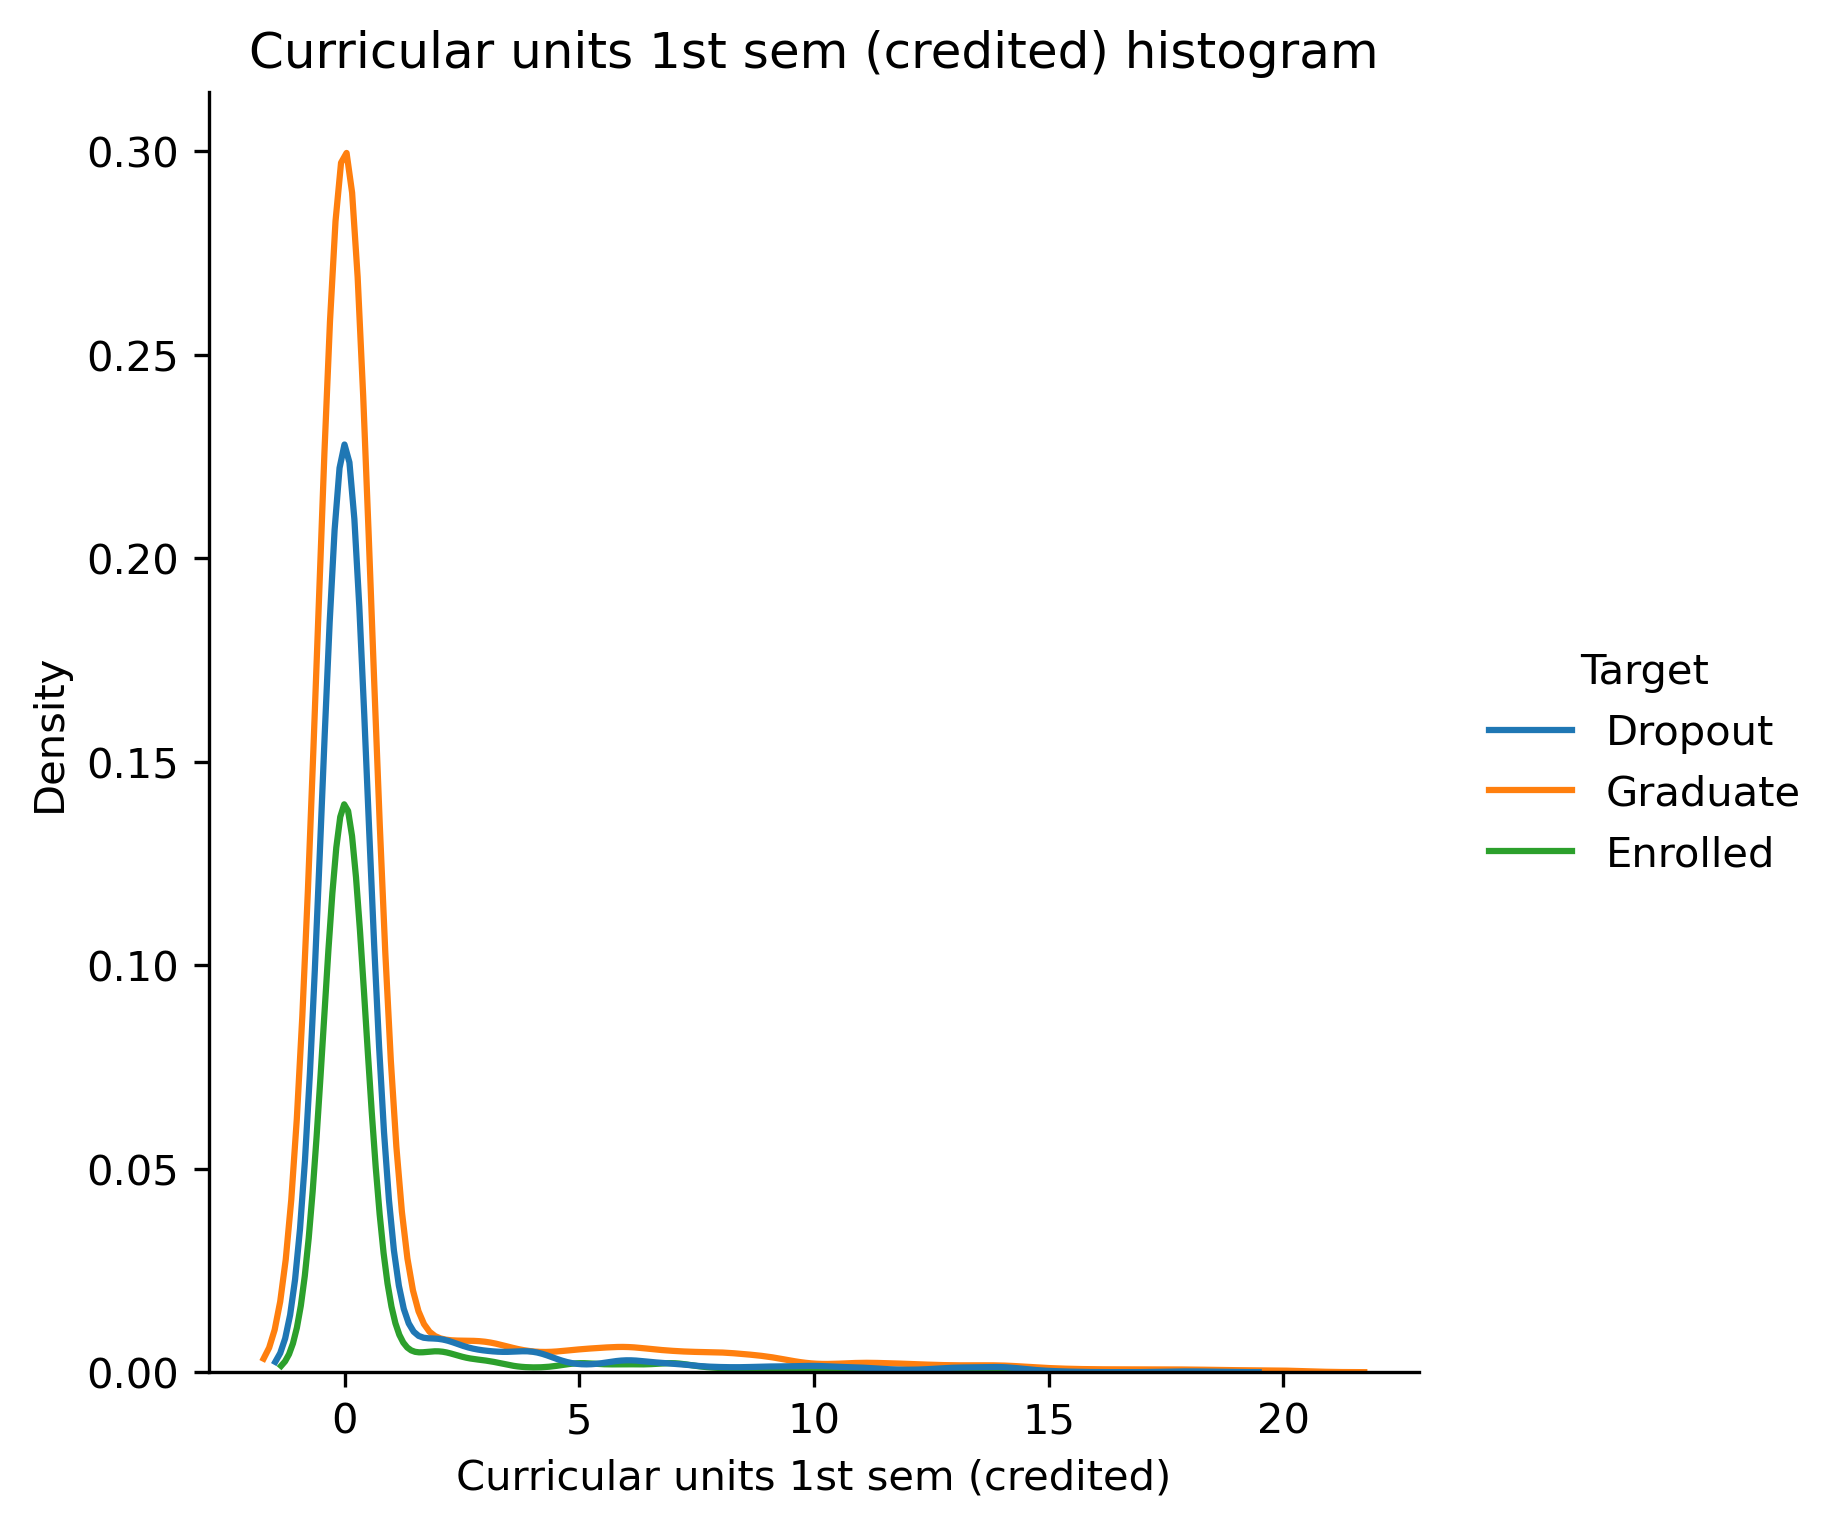 Curricular units 1st sem (credited) histogram
0.30
0.25
0.20
0.15
0.10
0.05
0.00
Density
0 5 10 15 20
Curricular units 1st sem (credited)
Target
Dropout
Graduate
Enrolled